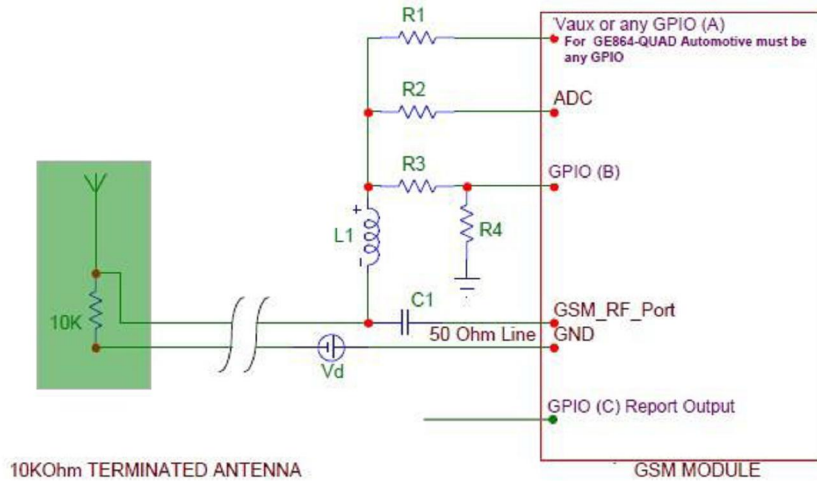 R1
Vaux or any GPIO (A)
For GE864-QUAD Automotive must be
any GPIO
R2
ADC
R3
GPIO (B)
R4
L1
+
-
10K
C1
GSM_RF_Port
50 Ohm Line
GND
Vd
GPIO (C) Report Output
10KOhm TERMINATED ANTENNA
GSM MODULE